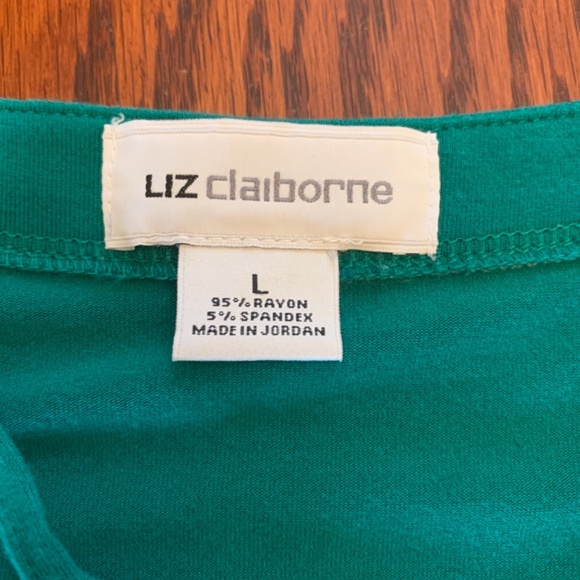 LIZ claiborne
L
95% RAYON
5% SPANDEX
MADE IN JORDAN